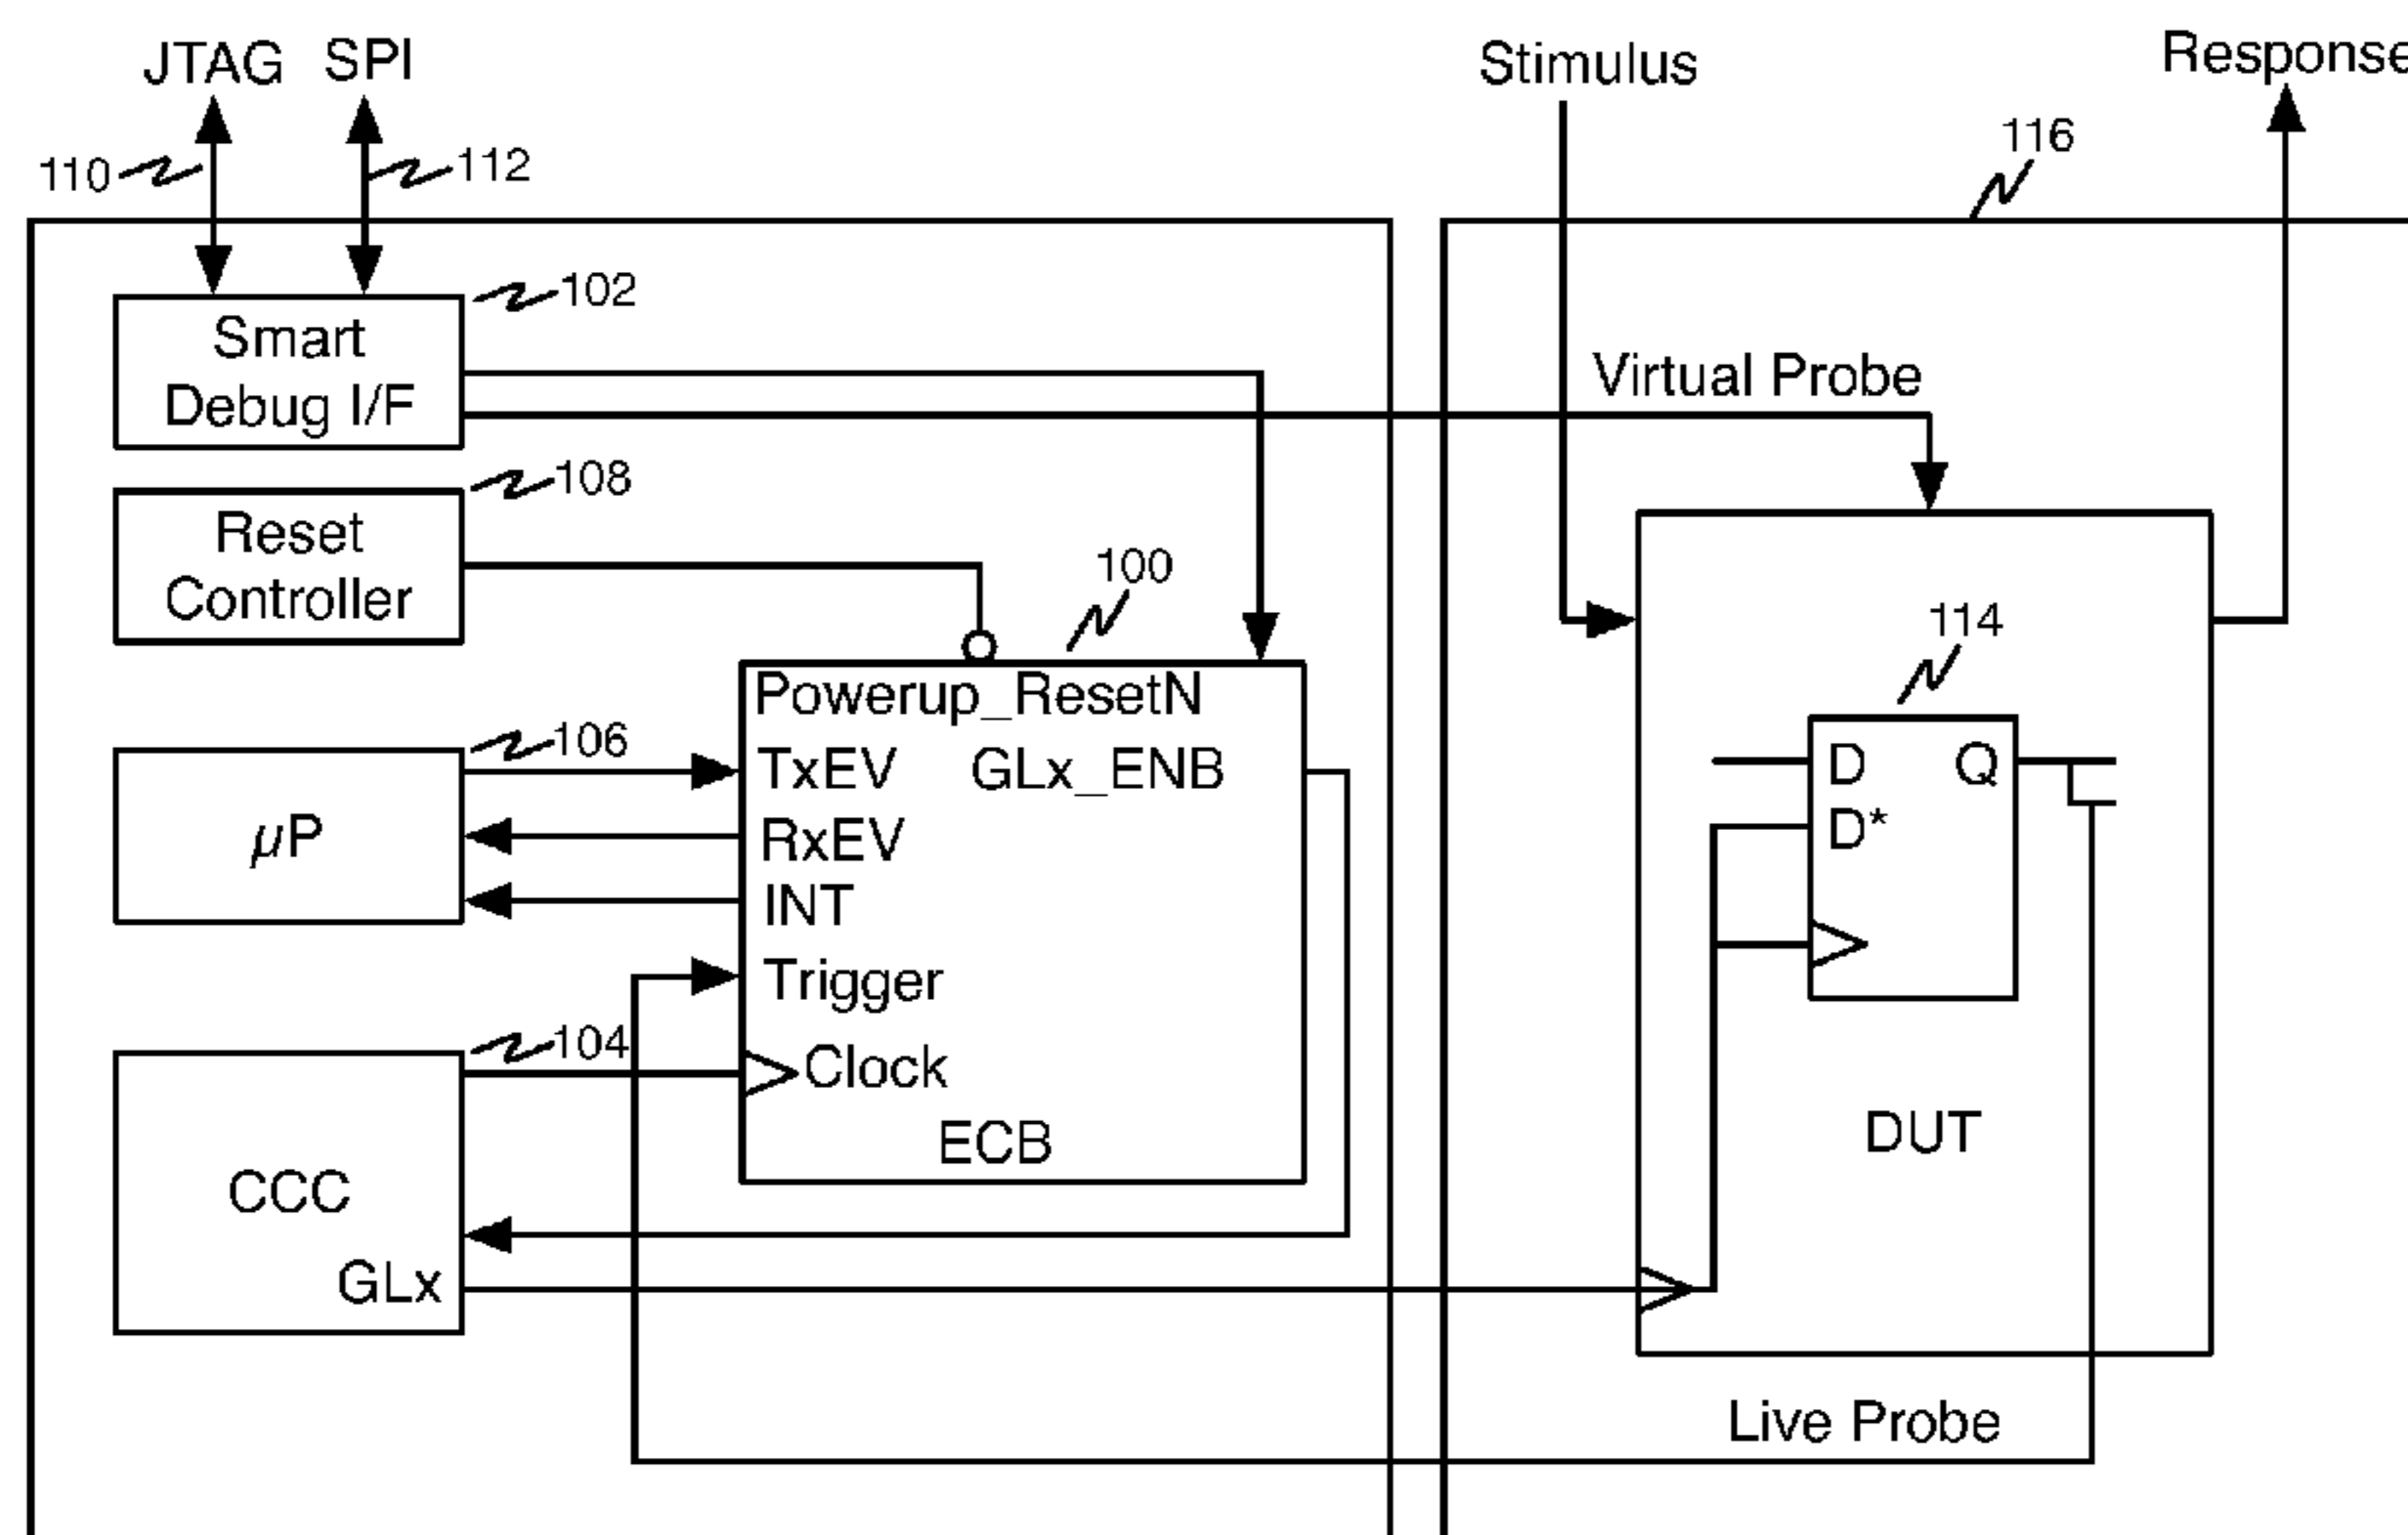 JTAG SPI
Stimulus
Response
110
112
116
102
Smart
Debug I/F
Virtual Probe
108
Reset
Controller
100
114
Powerup_ResetN
106
TxEV GLx_ENB
µP
RxEV
INT
Trigger
D Q
D*
104
Clock
ECB
DUT
CCC
GLx
Live Probe